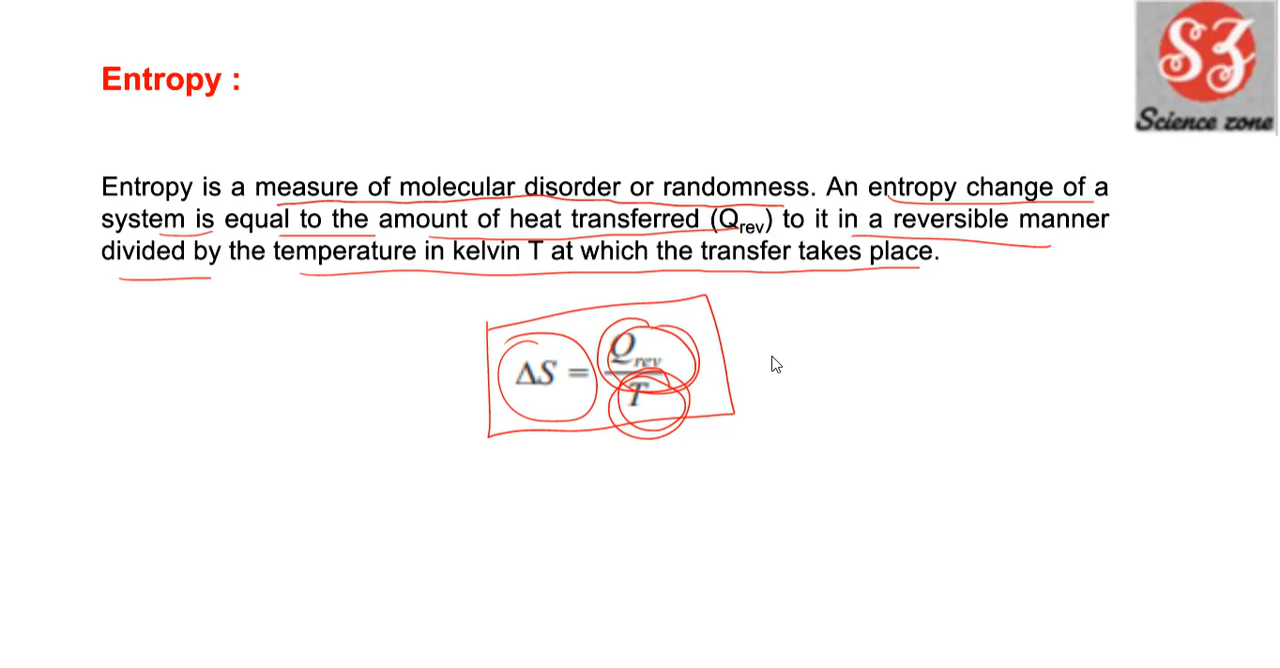 SZ
Science zone
Entropy :
Entropy is a measure of molecular disorder or randomness. An entropy change of a
system is equal to the amount of heat transferred (Qrev) to it in a reversible manner
divided by the temperature in kelvin T at which the transfer takes place.
ΔS = Qrev / T